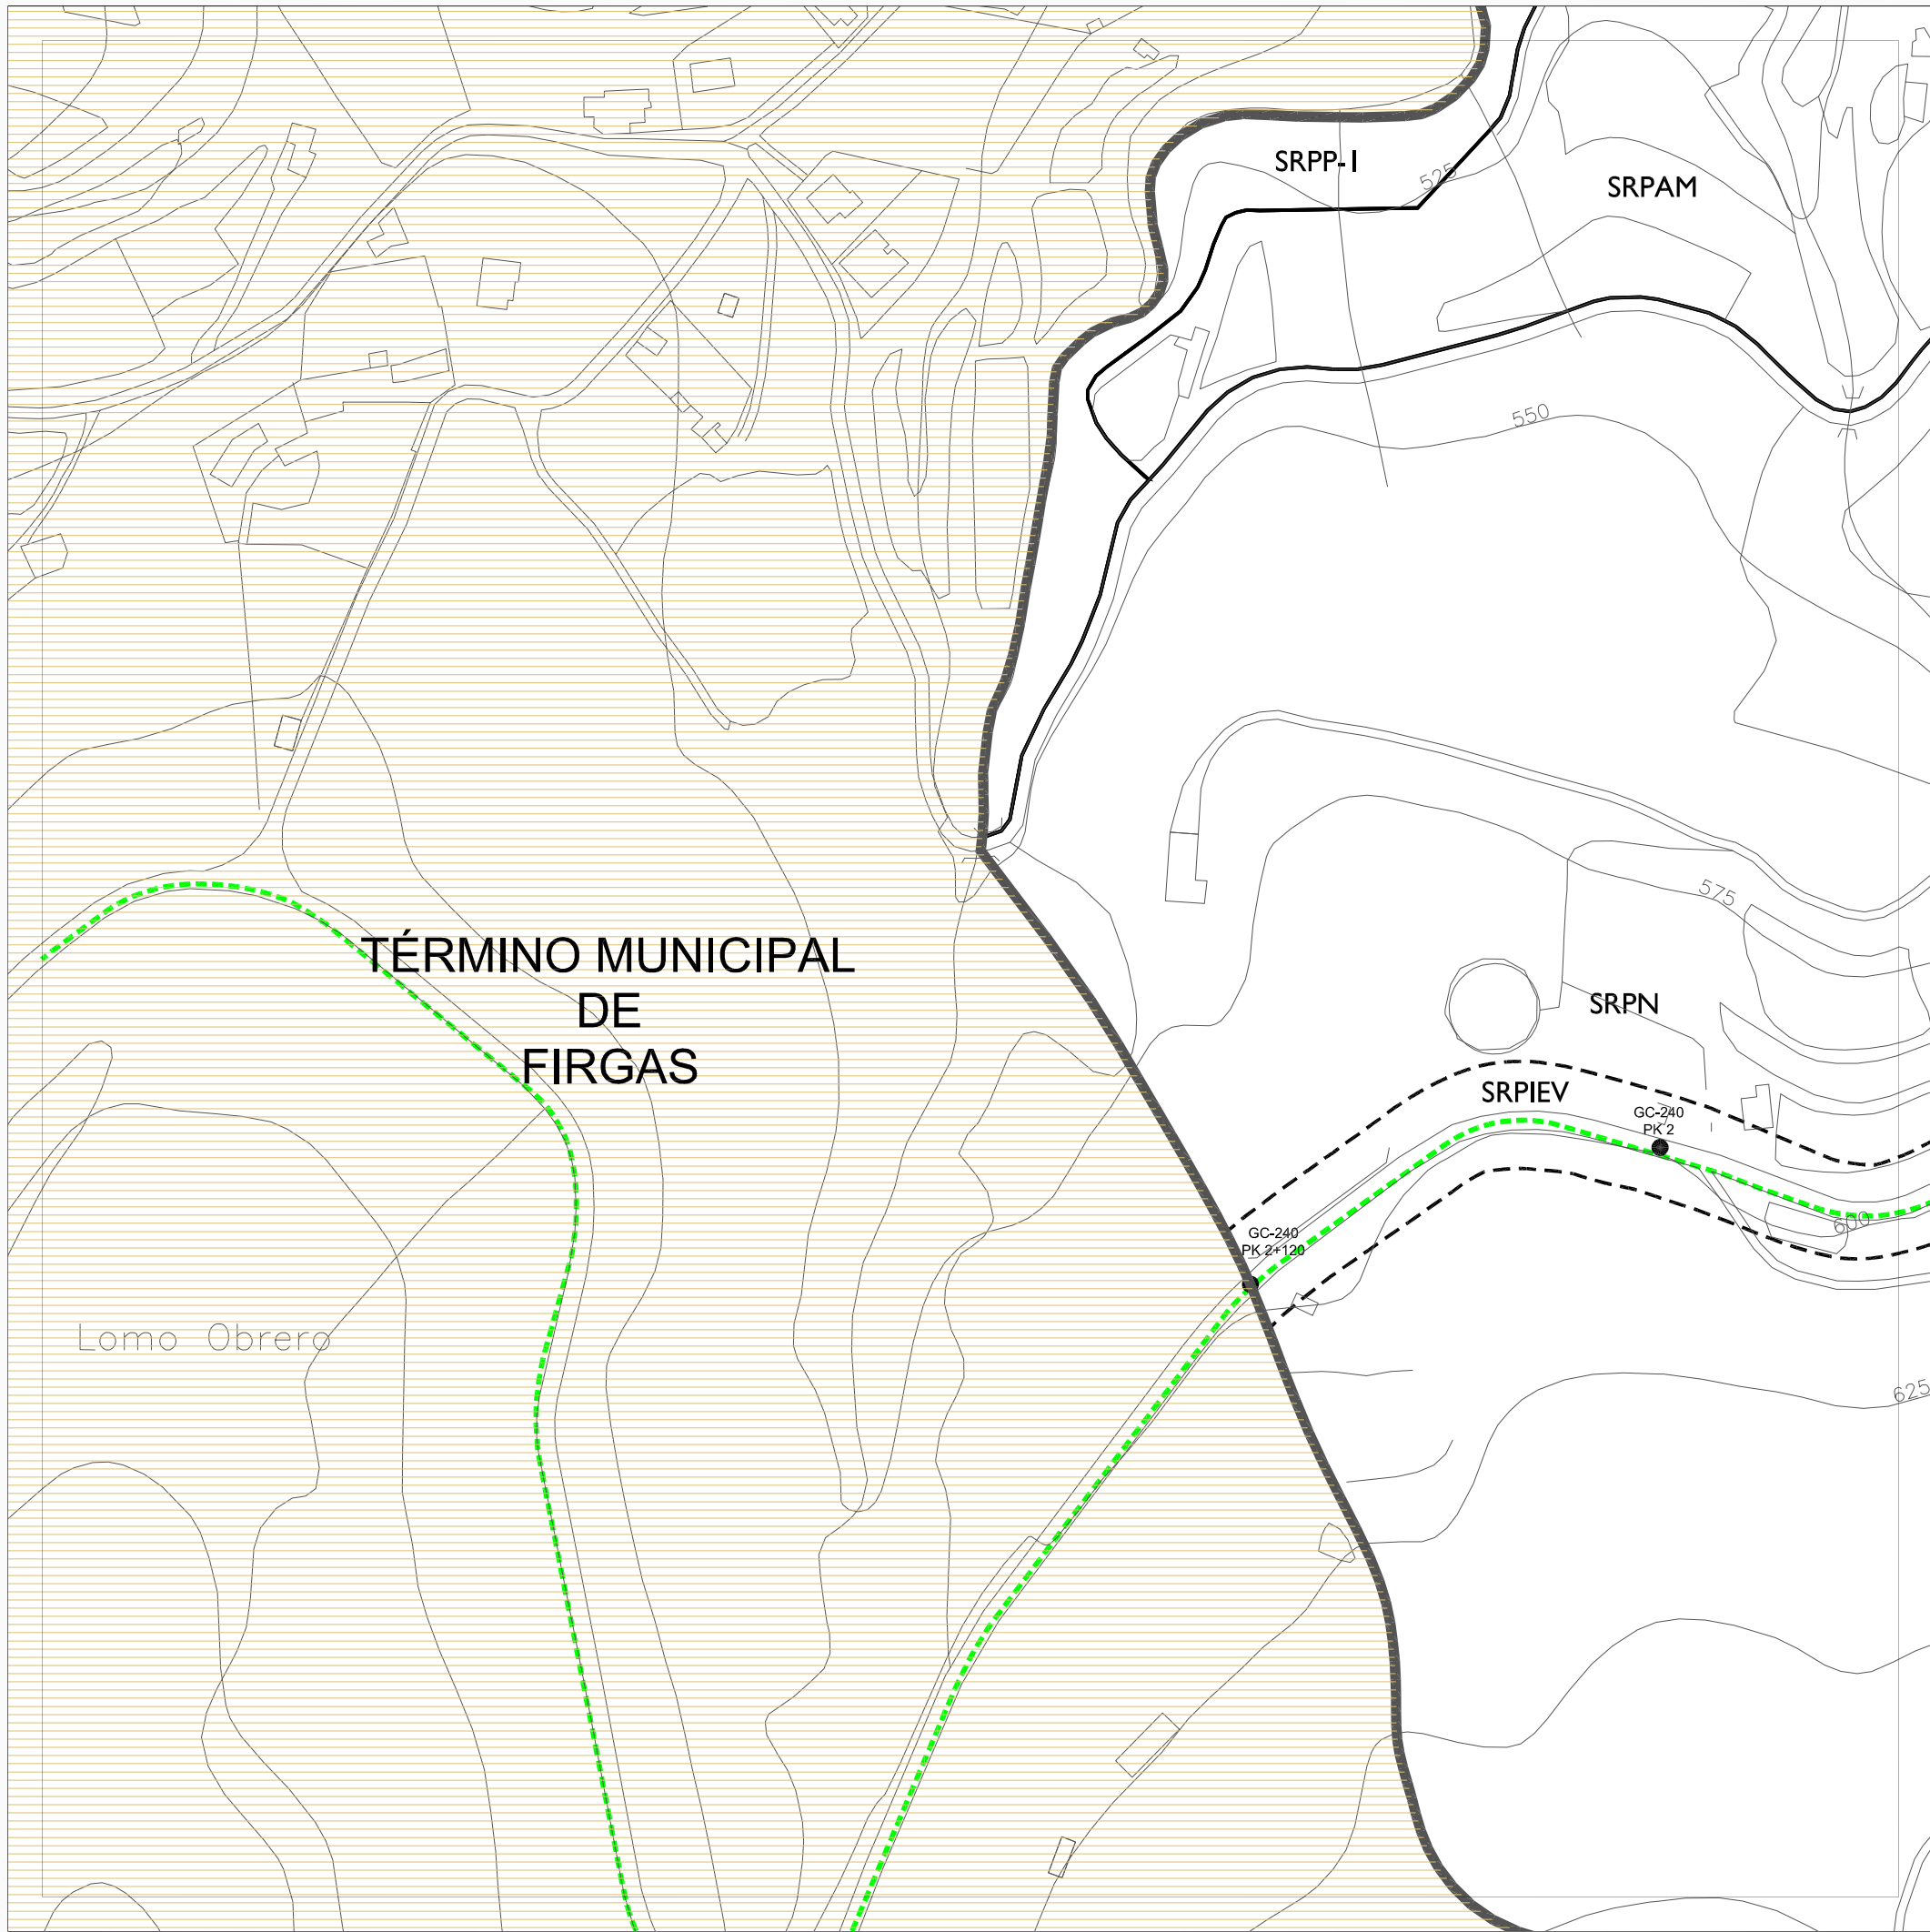 SRPP-1
525
SRPAM
550
575
TÉRMINO MUNICIPAL
DE
FIRGAS
SRPN
SRPIEV
GC-240
PK 2
600
GC-240
PK 2+120
Lomo Obrero
625